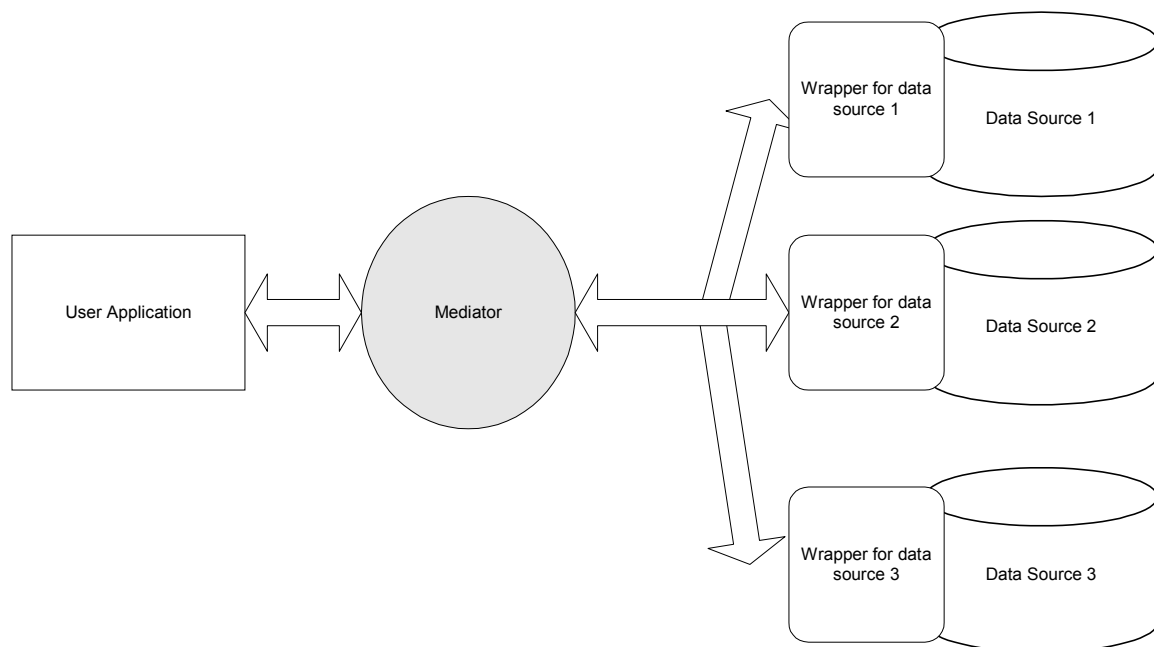 Wrapper for data
source 1
Data Source 1
User Application
Mediator
Wrapper for data
source 2
Data Source 2
Wrapper for data
source 3
Data Source 3